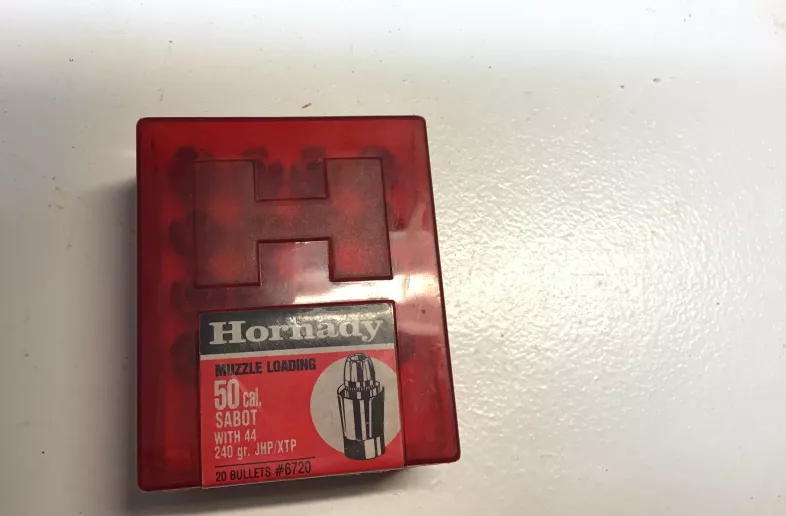 H
Hornady
MUZZLE LOADING
50 cal.
SABOT
WITH 44
240 gr. JHP/XTP
20 BULLETS #6720